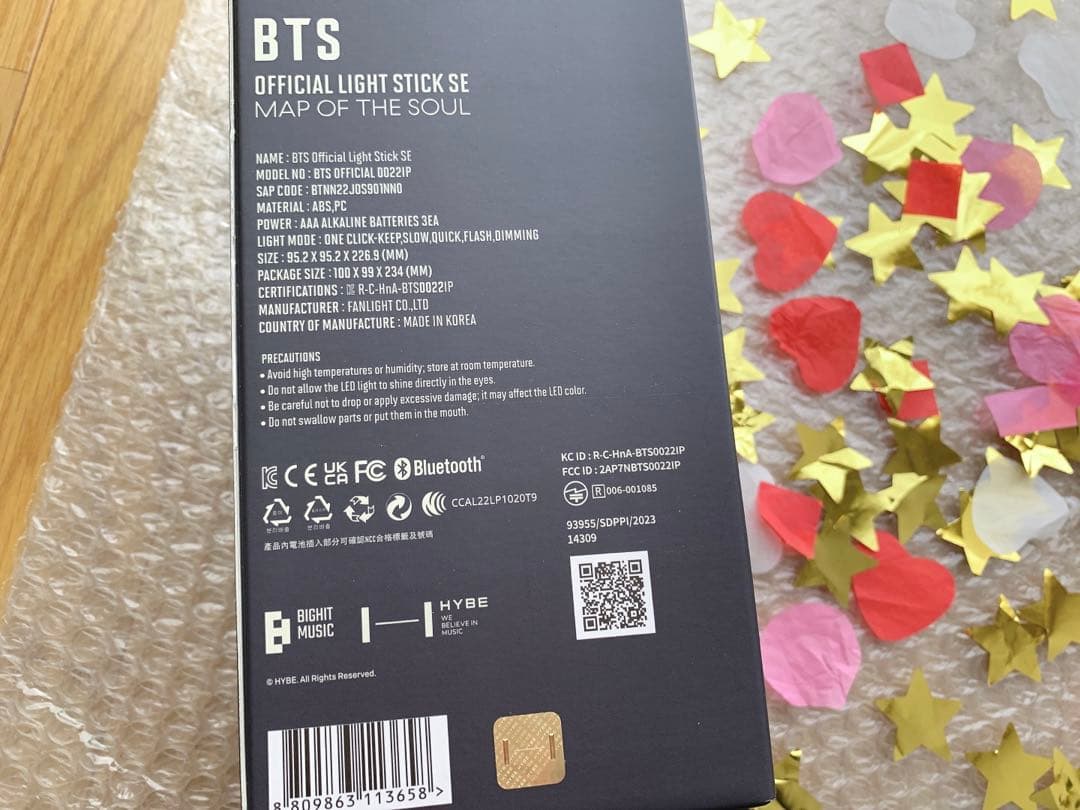 BTS
OFFICIAL LIGHT STICK SE
MAP OF THE SOUL
NAME : BTS Official Light Stick SE
MODEL NO : BTS OFFICIAL 0022IP
SAP CODE : BTNN22J0S901NN0
MATERIAL : ABS,PC
POWER : AAA ALKALINE BATTERIES 3EA
LIGHT MODE : ONE CLICK-KEEP,SLOW,QUICK,FLASH,DIMMING
SIZE : 95.2 X 95.2 X 226.9 (MM)
PACKAGE SIZE : 100 X 99 X 234 (MM)
CERTIFICATIONS : R-C-HnA-BTS0022IP
MANUFACTURER : FANLIGHT CO.,LTD
COUNTRY OF MANUFACTURE : MADE IN KOREA
PRECAUTIONS
• Avoid high temperatures or humidity; store at room temperature.
• Do not allow the LED light to shine directly in the eyes.
• Be careful not to drop or apply excessive damage; it may affect the LED color.
• Do not swallow parts or put them in the mouth.
CE UK CA FC Bluetooth®
KC ID : R-C-HnA-BTS0022IP
FCC ID : 2AP7NBTS0022IP
R 006-001085
CCAL22LP1020T9
분리배출 분리배출
產品內電池插入部分可確認NCC合格標籤及號碼
93955/SDPPI/2023
14309
BIGHIT
MUSIC
HYBE
WE
BELIEVE IN
MUSIC
© HYBE. All Rights Reserved.
8 809863 113658 >